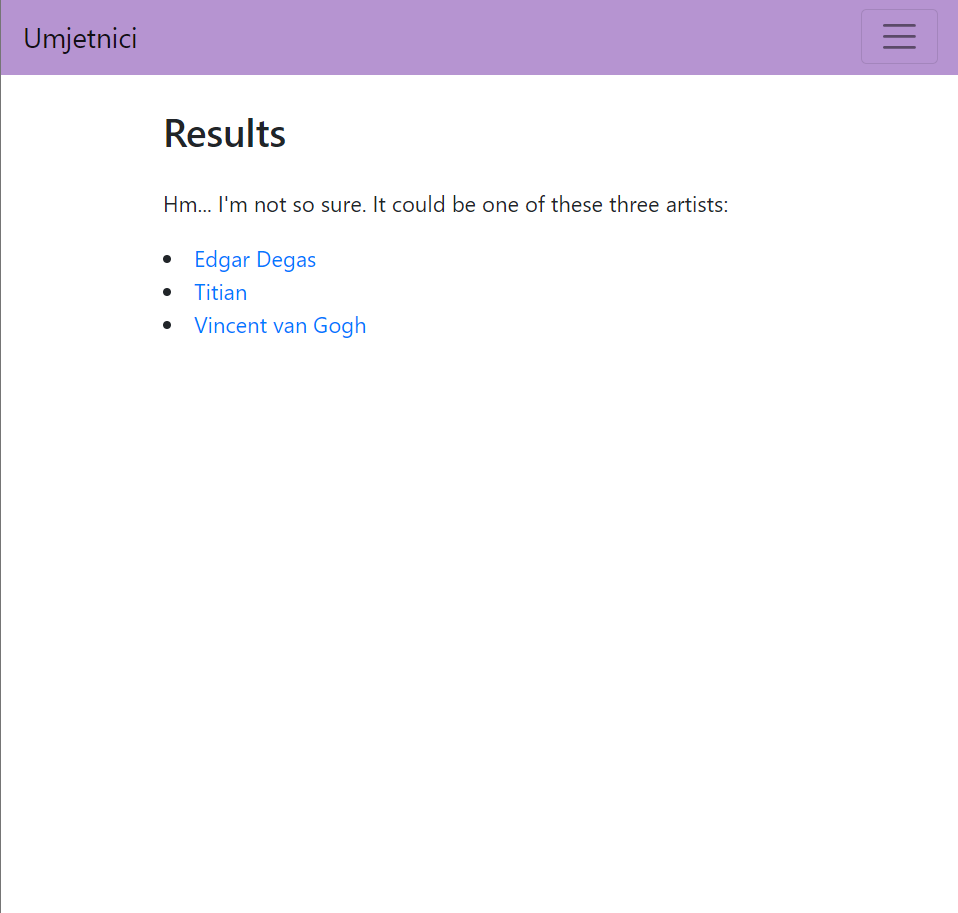 Umjetnici
Results
Hm... I'm not so sure. It could be one of these three artists:
Edgar Degas
Titian
Vincent van Gogh